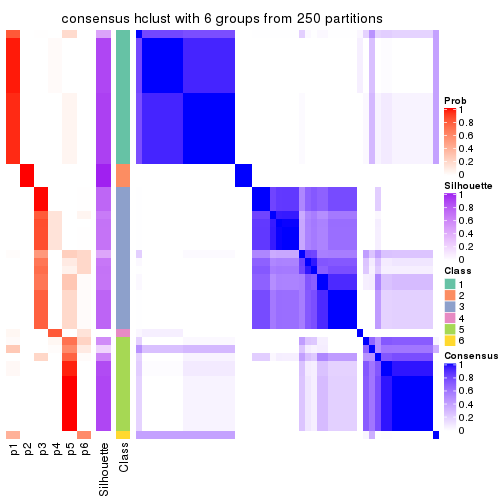 consensus hclust with 6 groups from 250 partitions
Prob
1
0.8
0.6
0.4
0.2
0
Silhouette
1
0.8
0.6
0.4
0.2
0
Class
1
2
3
4
5
6
Consensus
1
0.8
0.6
0.4
0.2
0
p1
p2
p3
p4
p5
p6
Silhouette
Class